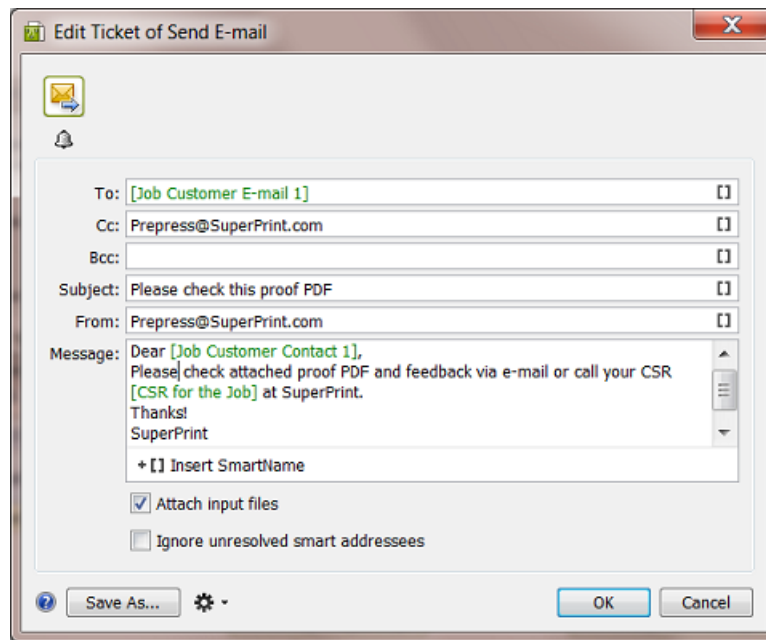 Edit Ticket of Send E-mail
To: [Job Customer E-mail 1]
Cc: Prepress@SuperPrint.com
Bcc:
Subject: Please check this proof PDF
From: Prepress@SuperPrint.com
Message: Dear [Job Customer Contact 1],
Please check attached proof PDF and feedback via e-mail or call your CSR
[CSR for the Job] at SuperPrint.
Thanks!
SuperPrint
+[] Insert SmartName
Attach input files
Ignore unresolved smart addressees
Save As... OK Cancel